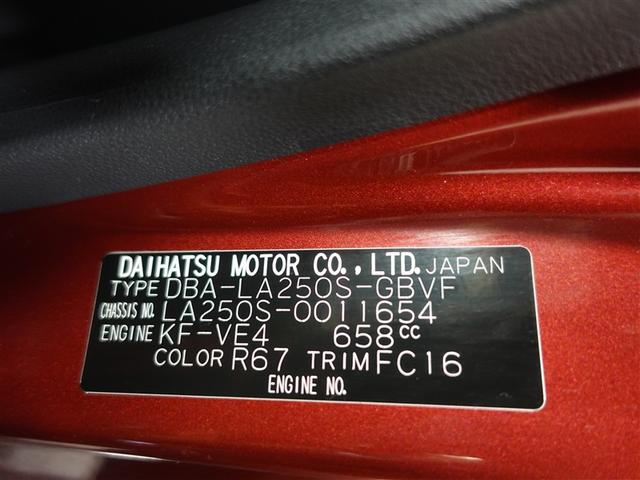 DAIHATSU MOTOR CO., LTD. JAPAN
TYPE DBA-LA250S-GBVF
CHASSIS NO. LA250S-0011654
ENGINE KF-VE4 658cc
COLOR R67 TRIM FC16
ENGINE NO.